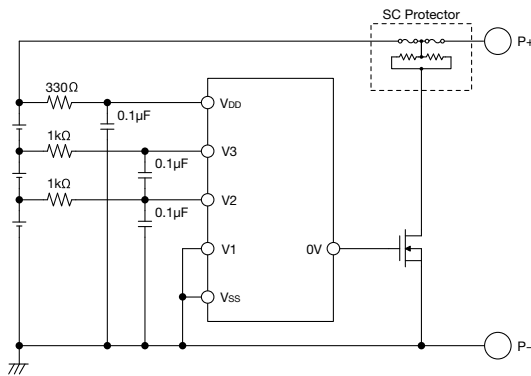 SC Protector
P+
330Ω
VDD
0.1µF
1kΩ
V3
0.1µF
1kΩ
V2
0.1µF
V1
0V
VSS
P–